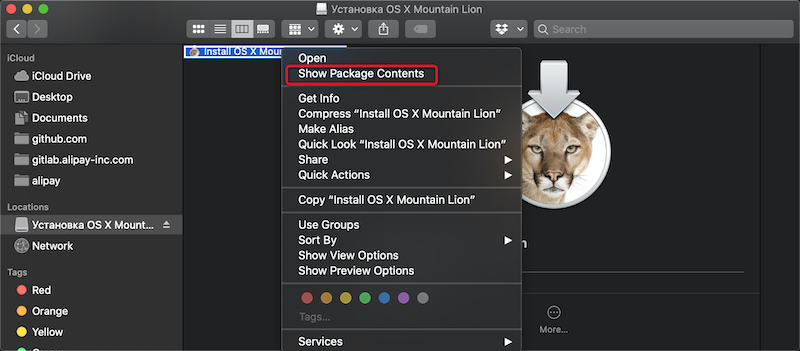 Установка OS X Mountain Lion
Search
iCloud
iCloud Drive
Desktop
Documents
github.com
gitlab.alipay-inc.com
alipay
Locations
Установка OS X Mount...
Network
Tags
Red
Orange
Yellow
Install OS X Moun
Open
Show Package Contents
Get Info
Compress “Install OS X Mountain Lion”
Make Alias
Quick Look “Install OS X Mountain Lion”
Share
Quick Actions
Copy “Install OS X Mountain Lion”
Use Groups
Sort By
Show View Options
Show Preview Options
Tags...
Services
More...